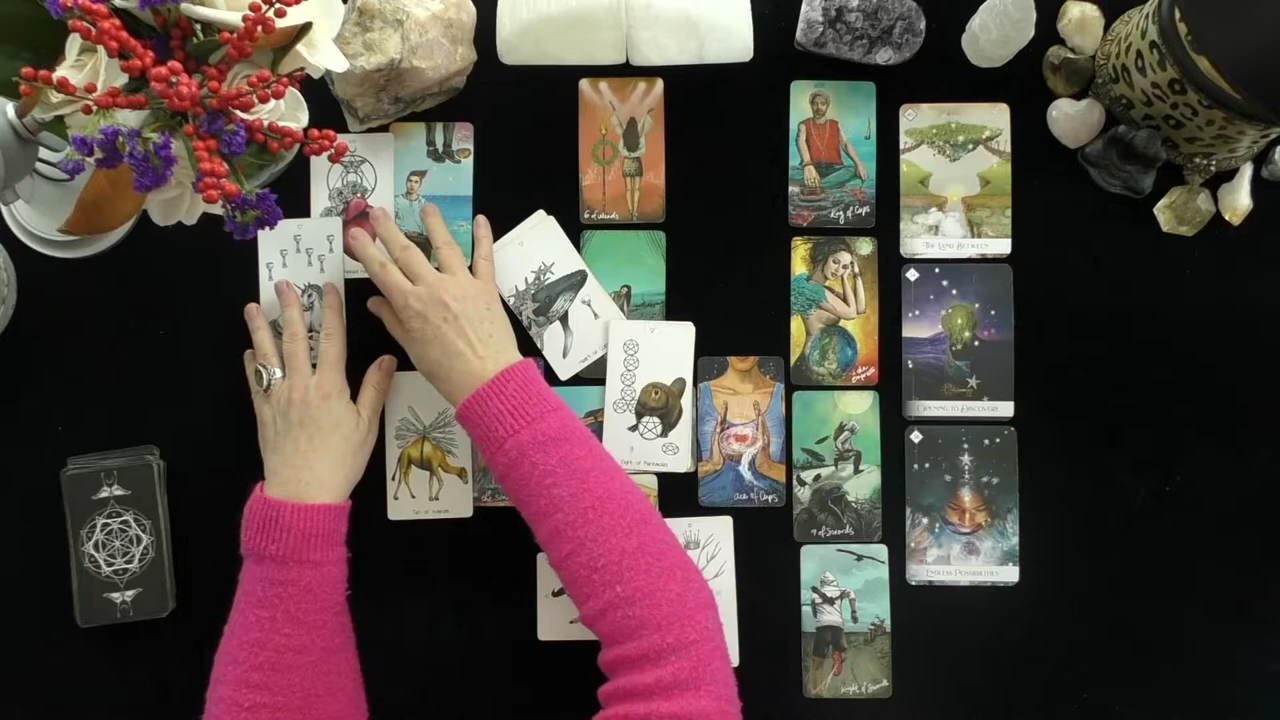 6 of Wands
King of Cups
THE LAND BETWEEN
the Empress
OPENING TO DISCOVERY
Eight of Pentacles
Ace of Cups
Ten of Swords
7 of Swords
ENDLESS POSSIBILITIES
Knight of Swords